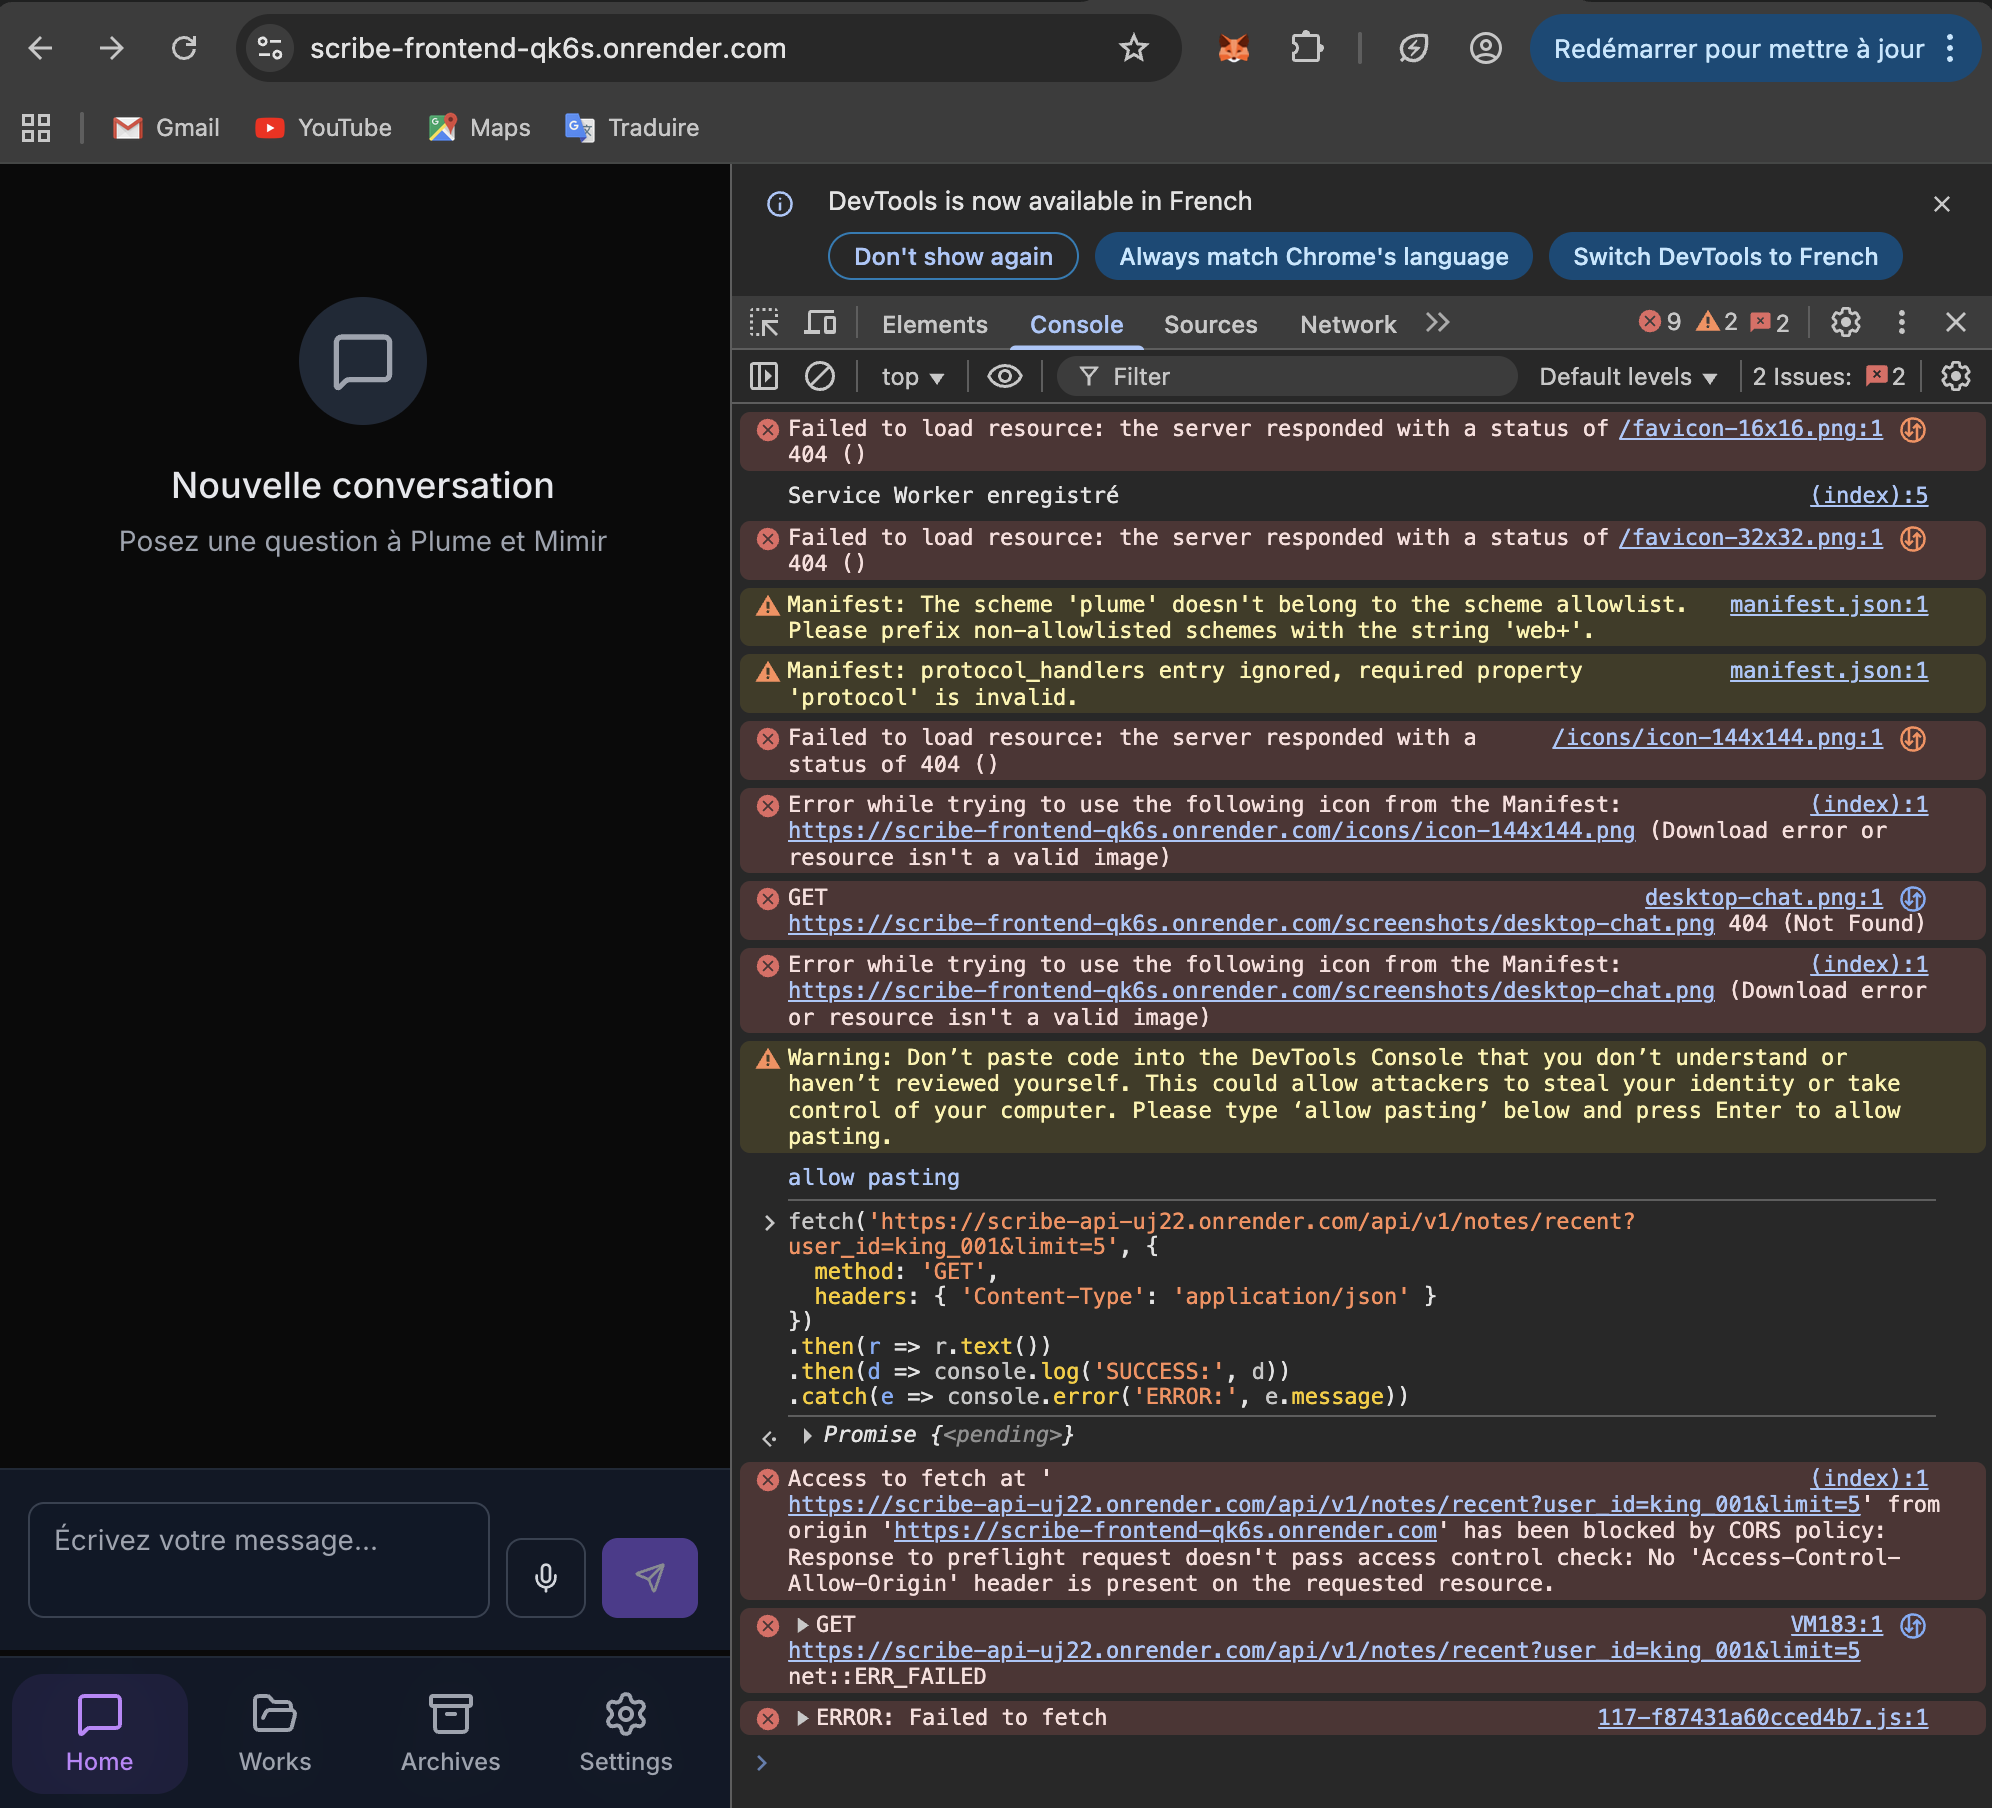 scribe-frontend-qk6s.onrender.com
Redémarrer pour mettre à jour
Gmail
YouTube
Maps
Traduire
Nouvelle conversation
Posez une question à Plume et Mimir
Écrivez votre message...
Home
Works
Archives
Settings
DevTools is now available in French
Don't show again
Always match Chrome's language
Switch DevTools to French
Elements
Console
Sources
Network
9
2
2
top
Filter
Default levels
2 Issues:
2
Failed to load resource: the server responded with a status of /favicon-16x16.png:1
404 ()
Service Worker enregistré (index):5
Failed to load resource: the server responded with a status of /favicon-32x32.png:1
404 ()
Manifest: The scheme 'plume' doesn't belong to the scheme allowlist. manifest.json:1
Please prefix non-allowlisted schemes with the string 'web+'.
Manifest: protocol_handlers entry ignored, required property manifest.json:1
'protocol' is invalid.
Failed to load resource: the server responded with a /icons/icon-144x144.png:1
status of 404 ()
Error while trying to use the following icon from the Manifest: (index):1
https://scribe-frontend-qk6s.onrender.com/icons/icon-144x144.png (Download error or
resource isn't a valid image)
GET desktop-chat.png:1
https://scribe-frontend-qk6s.onrender.com/screenshots/desktop-chat.png 404 (Not Found)
Error while trying to use the following icon from the Manifest: (index):1
https://scribe-frontend-qk6s.onrender.com/screenshots/desktop-chat.png (Download error
or resource isn't a valid image)
Warning: Don’t paste code into the DevTools Console that you don’t understand or
haven’t reviewed yourself. This could allow attackers to steal your identity or take
control of your computer. Please type ‘allow pasting’ below and press Enter to allow
pasting.
allow pasting
fetch('https://scribe-api-uj22.onrender.com/api/v1/notes/recent?
user_id=king_001&limit=5', {
method: 'GET',
headers: { 'Content-Type': 'application/json' }
})
.then(r => r.text())
.then(d => console.log('SUCCESS:', d))
.catch(e => console.error('ERROR:', e.message))
Promise {<pending>}
Access to fetch at ' (index):1
https://scribe-api-uj22.onrender.com/api/v1/notes/recent?user_id=king_001&limit=5' from
origin 'https://scribe-frontend-qk6s.onrender.com' has been blocked by CORS policy:
Response to preflight request doesn't pass access control check: No 'Access-Control-
Allow-Origin' header is present on the requested resource.
GET VM183:1
https://scribe-api-uj22.onrender.com/api/v1/notes/recent?user_id=king_001&limit=5
net::ERR_FAILED
ERROR: Failed to fetch 117-f87431a60cced4b7.js:1